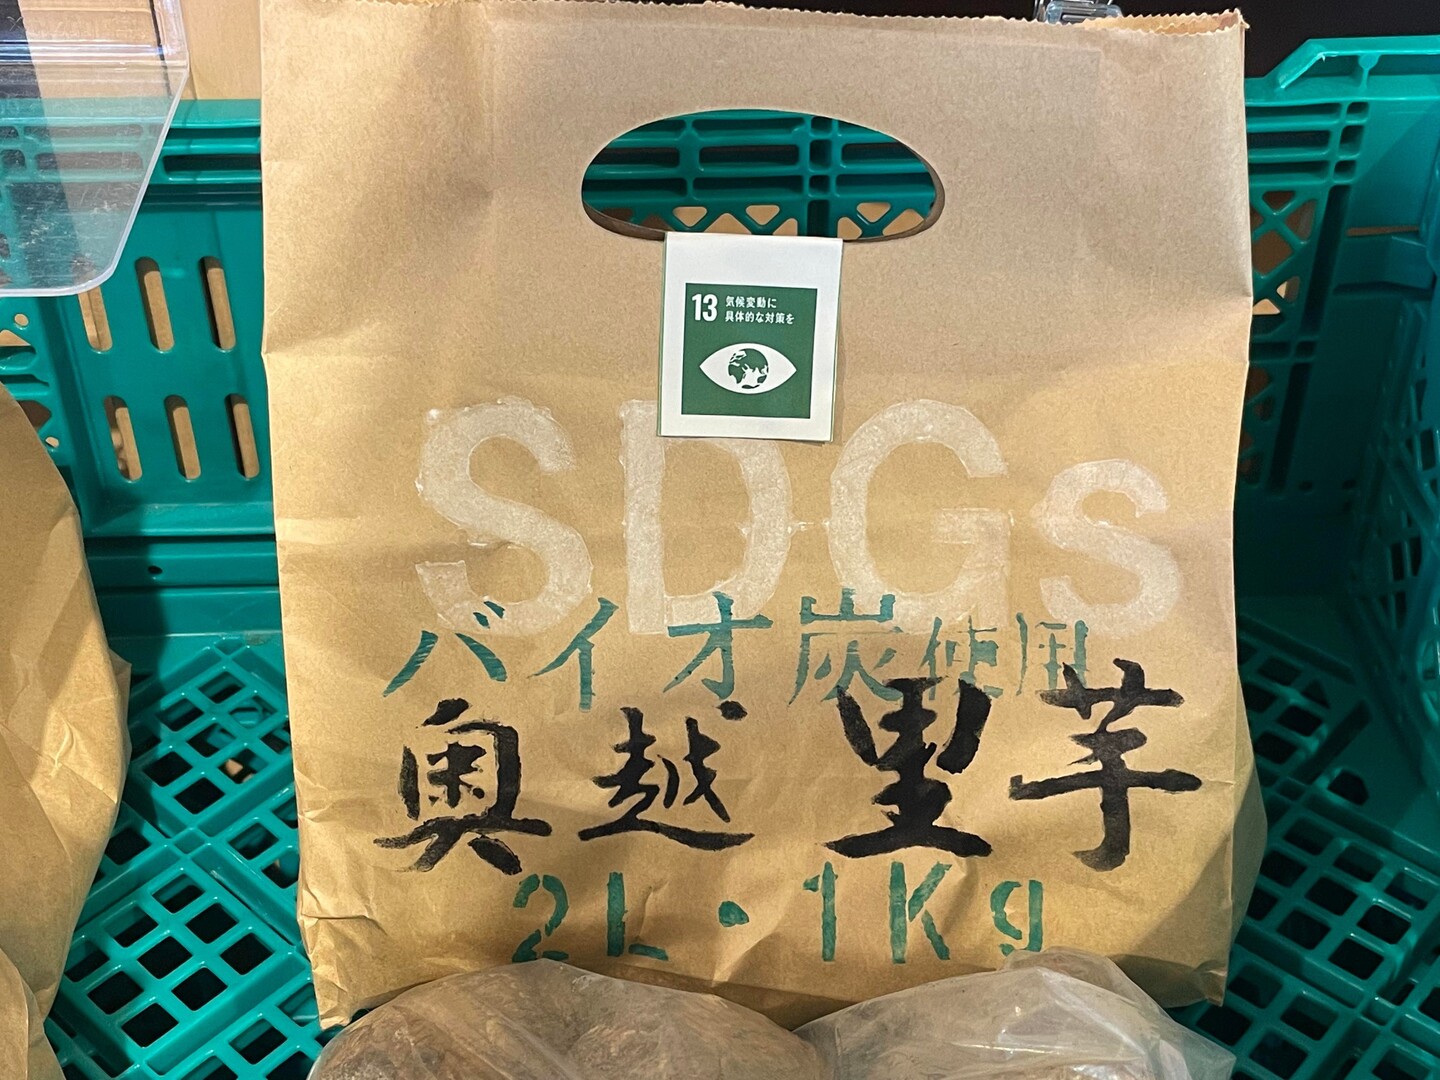 13 気候変動に
具体的な対策を
SDGs
バイオ炭使用
奥越里芋
2L・1Kg